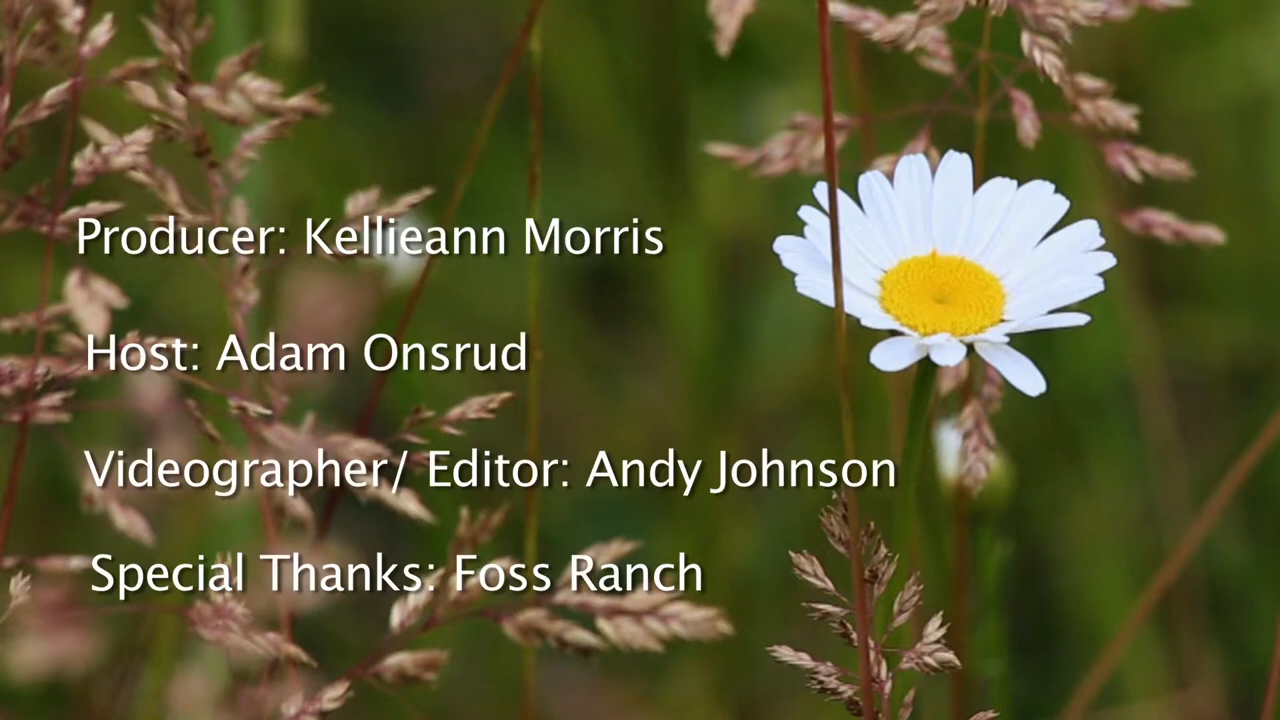 Producer: Kellieann Morris
Host: Adam Onsrud
Videographer/ Editor: Andy Johnson
Special Thanks: Foss Ranch